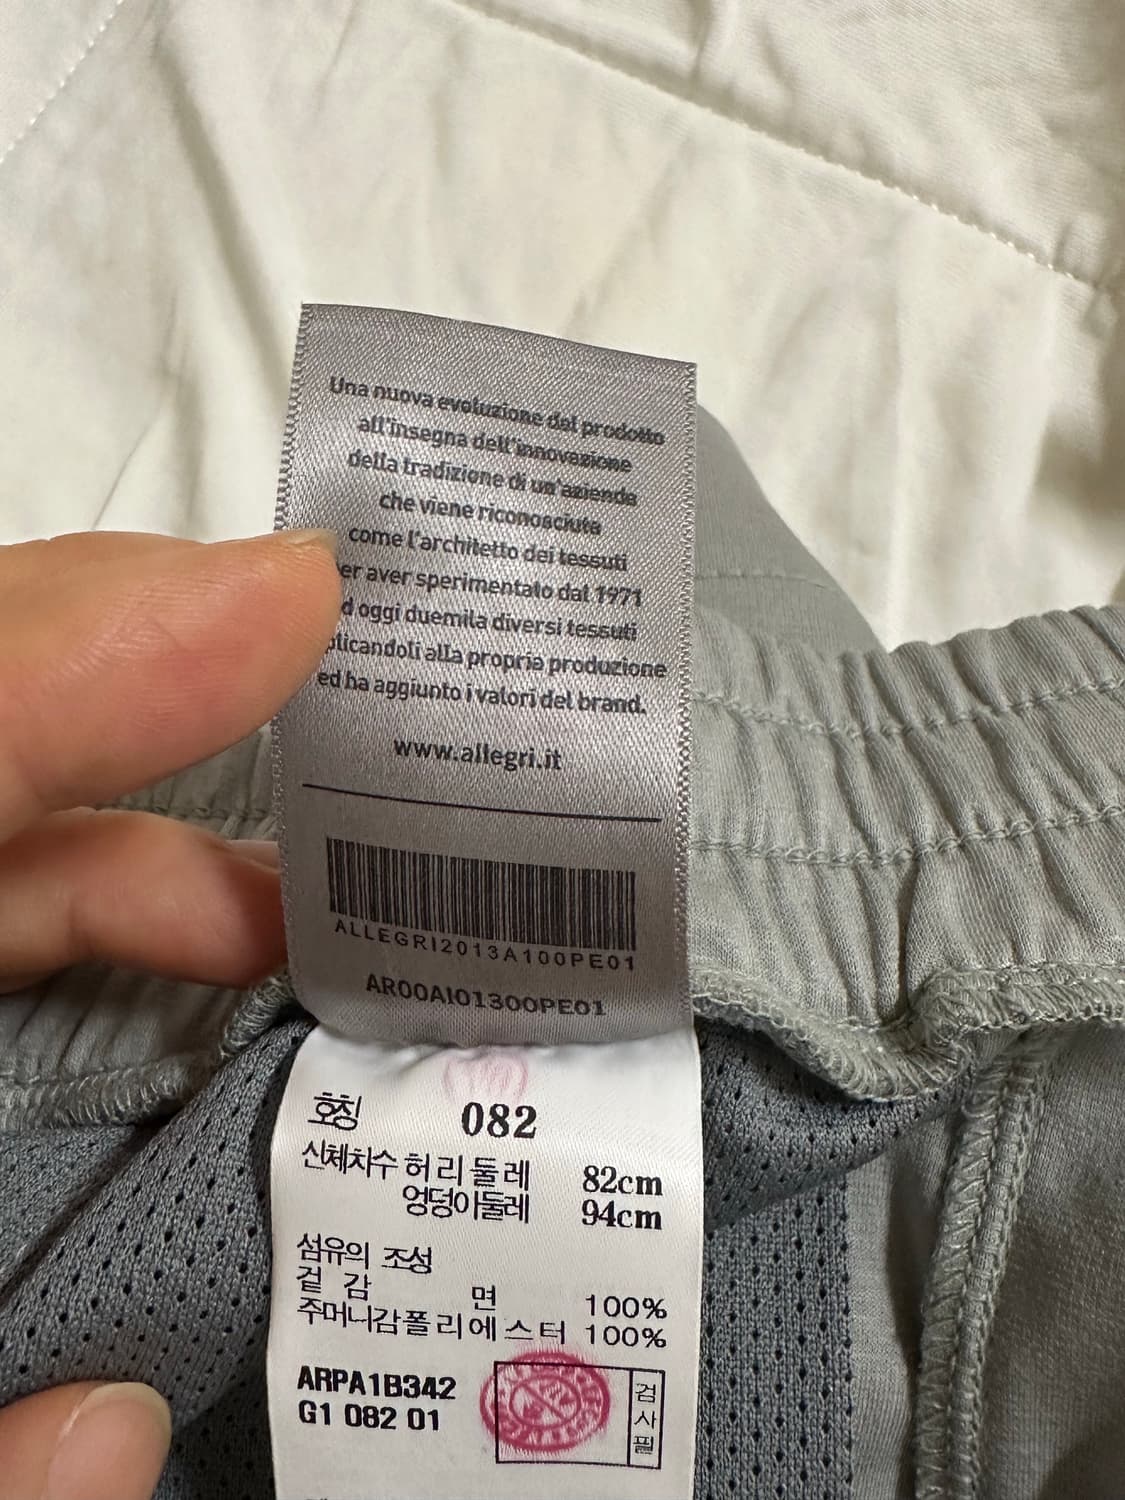 Una nuova evoluzione del prodotto
all'insegna dell'innovazione
della tradizione di un'azienda
che viene riconosciuta
come l'architetto dei tessuti
er aver sperimentato dal 1971
d oggi duemila diversi tessuti
plicandoli alla propria produzione
ed ha aggiunto i valori del brand.
www.allegri.it
ALLEGRI2013A100PE01
AR00AI01300PE01
호칭 082
신체치수 허리둘레 82cm
엉덩이둘레 94cm
섬유의 조성
겉감 면 100%
주머니감 폴리에스터 100%
ARPA1B342
G1 082 01
검사필